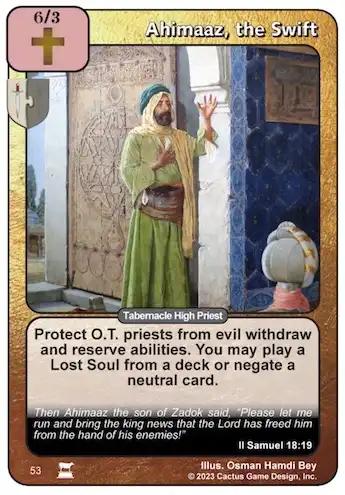 6/3
Ahimaaz, the Swift
Tabernacle High Priest
Protect O.T. priests from evil withdraw
and reserve abilities. You may play a
Lost Soul from a deck or negate a
neutral card.
Then Ahimaaz the son of Zadok said, “Please let me
run and bring the king news that the Lord has freed him
from the hand of his enemies!”
II Samuel 18:19
53
Illus. Osman Hamdi Bey
© 2023 Cactus Game Design, Inc.